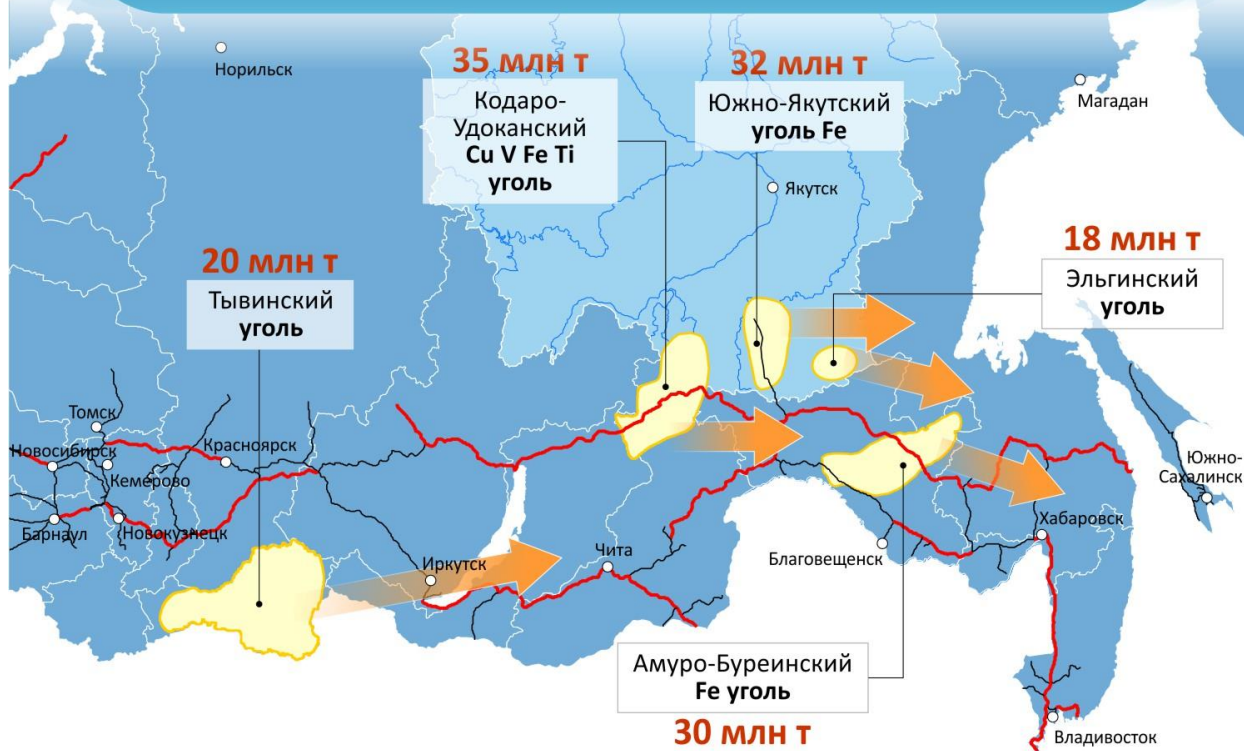 Норильск
35 млн т
Кодаро-
Удоканский
Cu V Fe Ti
уголь
32 млн т
Южно-Якутский
уголь Fe
Магадан
Якутск
20 млн т
Тывинский
уголь
18 млн т
Эльгинский
уголь
Томск
Новосибирск
Красноярск
Кемерово
Барнаул
Новокузнецк
Иркутск
Чита
Благовещенск
Хабаровск
Южно-
Сахалинск
Амуро-Буреинский
Fe уголь
30 млн т
Владивосток